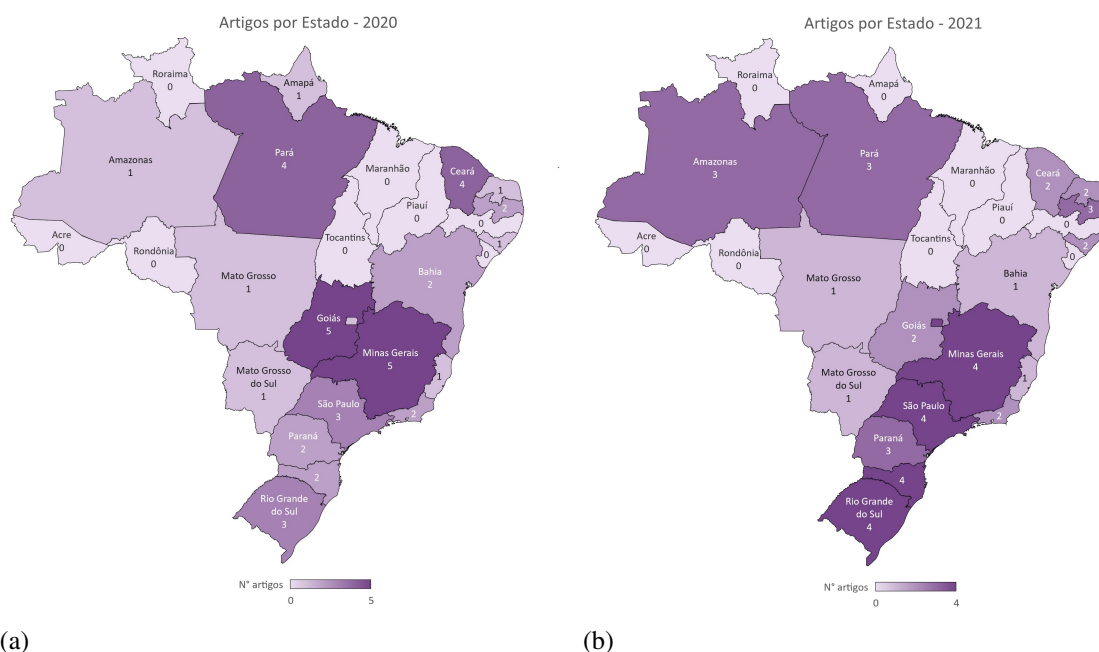 Artigos por Estado - 2020
Roraima
0
Amapá
1
Amazonas
1
Pará
4
Maranhão
0
Ceará
4
1
2
Piauí
0
0
1
0
Acre
0
Rondônia
0
Tocantins
0
Mato Grosso
1
Bahia
2
Goiás
5
Minas Gerais
5
Mato Grosso
do Sul
1
1
São Paulo
3
2
Paraná
2
2
Rio Grande
do Sul
3
N° artigos
0
5
(a)
Artigos por Estado - 2021
Roraima
0
Amapá
0
Amazonas
3
Pará
3
Maranhão
0
Ceará
2
2
3
Piauí
0
0
2
0
Acre
0
Rondônia
0
Tocantins
0
Mato Grosso
1
Bahia
1
Goiás
2
Minas Gerais
4
Mato Grosso
do Sul
1
1
São Paulo
4
2
Paraná
3
4
Rio Grande
do Sul
4
N° artigos
0
4
(b)